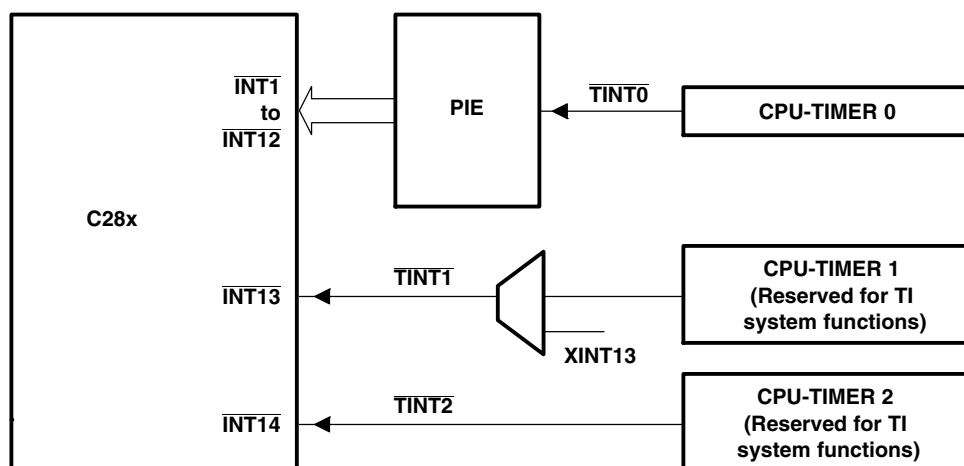 INT1
to
INT12
PIE
TINT0
CPU-TIMER 0
C28x
INT13
TINT1
XINT13
CPU-TIMER 1
(Reserved for TI
system functions)
INT14
TINT2
CPU-TIMER 2
(Reserved for TI
system functions)